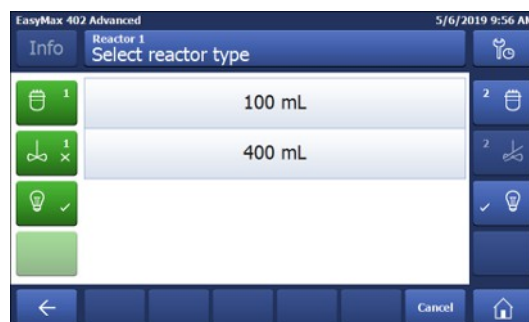 EasyMax 402 Advanced 5/6/2019 9:56 AM
Info
Reactor 1
Select reactor type
1
100 mL
2
1
400 mL
2
Cancel